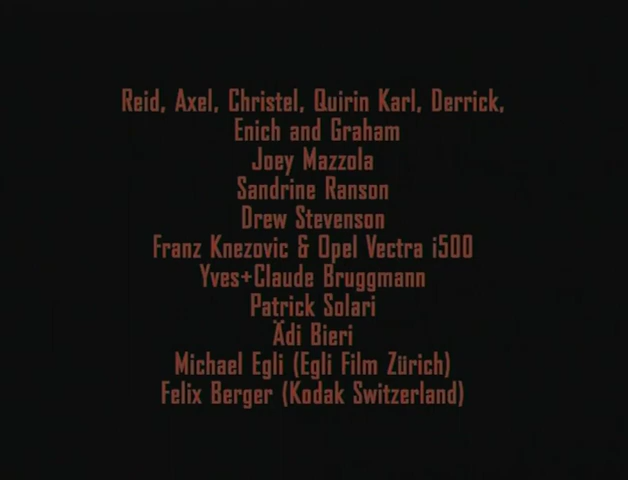 Reid, Axel, Christel, Quirin Karl, Derrick,
Enich and Graham
Joey Mazzola
Sandrine Ranson
Drew Stevenson
Franz Knezovic & Opel Vectra i500
Yves+Claude Bruggmann
Patrick Solari
Ädi Bieri
Michael Egli (Egli Film Zürich)
Felix Berger (Kodak Switzerland)